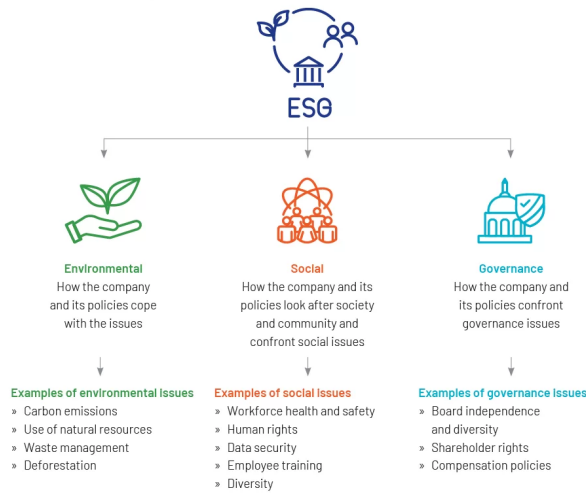 ESG
Environmental
How the company
and its policies cope
with the issues
Social
How the company and its
policies look after society
and community and
confront social issues
Governance
How the company and
its policies confront
governance issues
Examples of environmental issues
» Carbon emissions
» Use of natural resources
» Waste management
» Deforestation
Examples of social issues
» Workforce health and safety
» Human rights
» Data security
» Employee training
» Diversity
Examples of governance issues
» Board independence
and diversity
» Shareholder rights
» Compensation policies